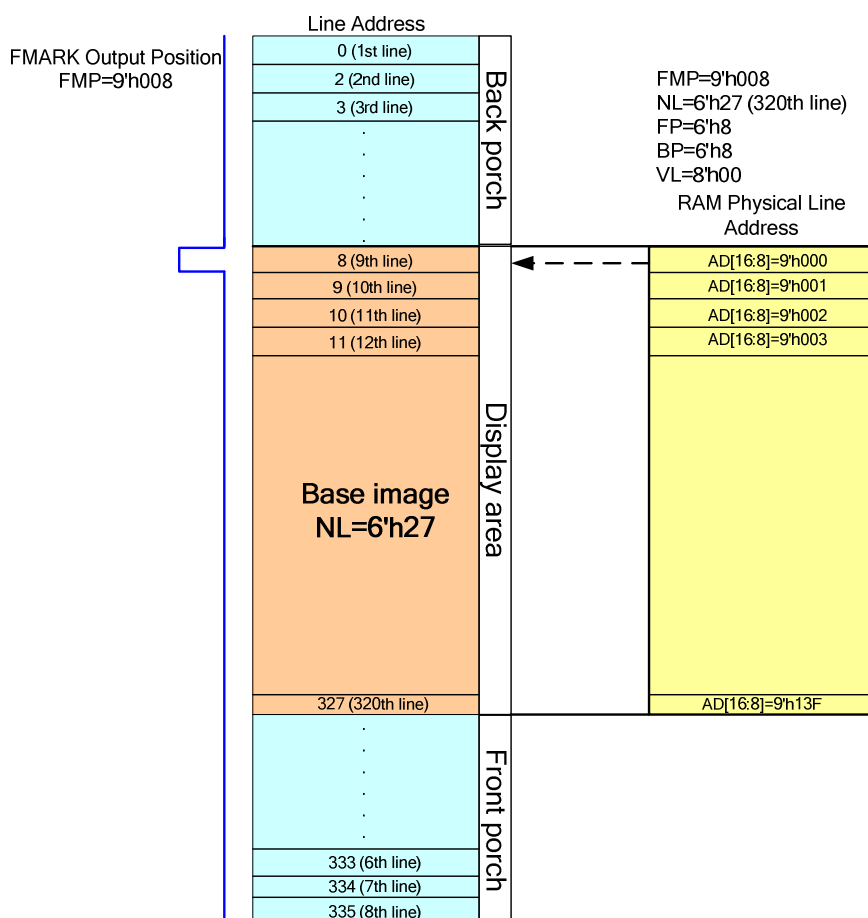 Line Address
FMARK Output Position
FMP=9'h008
0 (1st line)
2 (2nd line)
3 (3rd line)
.
.
.
.
.
.
Back porch
FMP=9'h008
NL=6'h27 (320th line)
FP=6'h8
BP=6'h8
VL=8'h00
RAM Physical Line
Address
8 (9th line)
9 (10th line)
10 (11th line)
11 (12th line)
Base image
NL=6'h27
327 (320th line)
Display area
AD[16:8]=9'h000
AD[16:8]=9'h001
AD[16:8]=9'h002
AD[16:8]=9'h003
AD[16:8]=9'h13F
.
.
.
.
.
.
333 (6th line)
334 (7th line)
335 (8th line)
Front porch